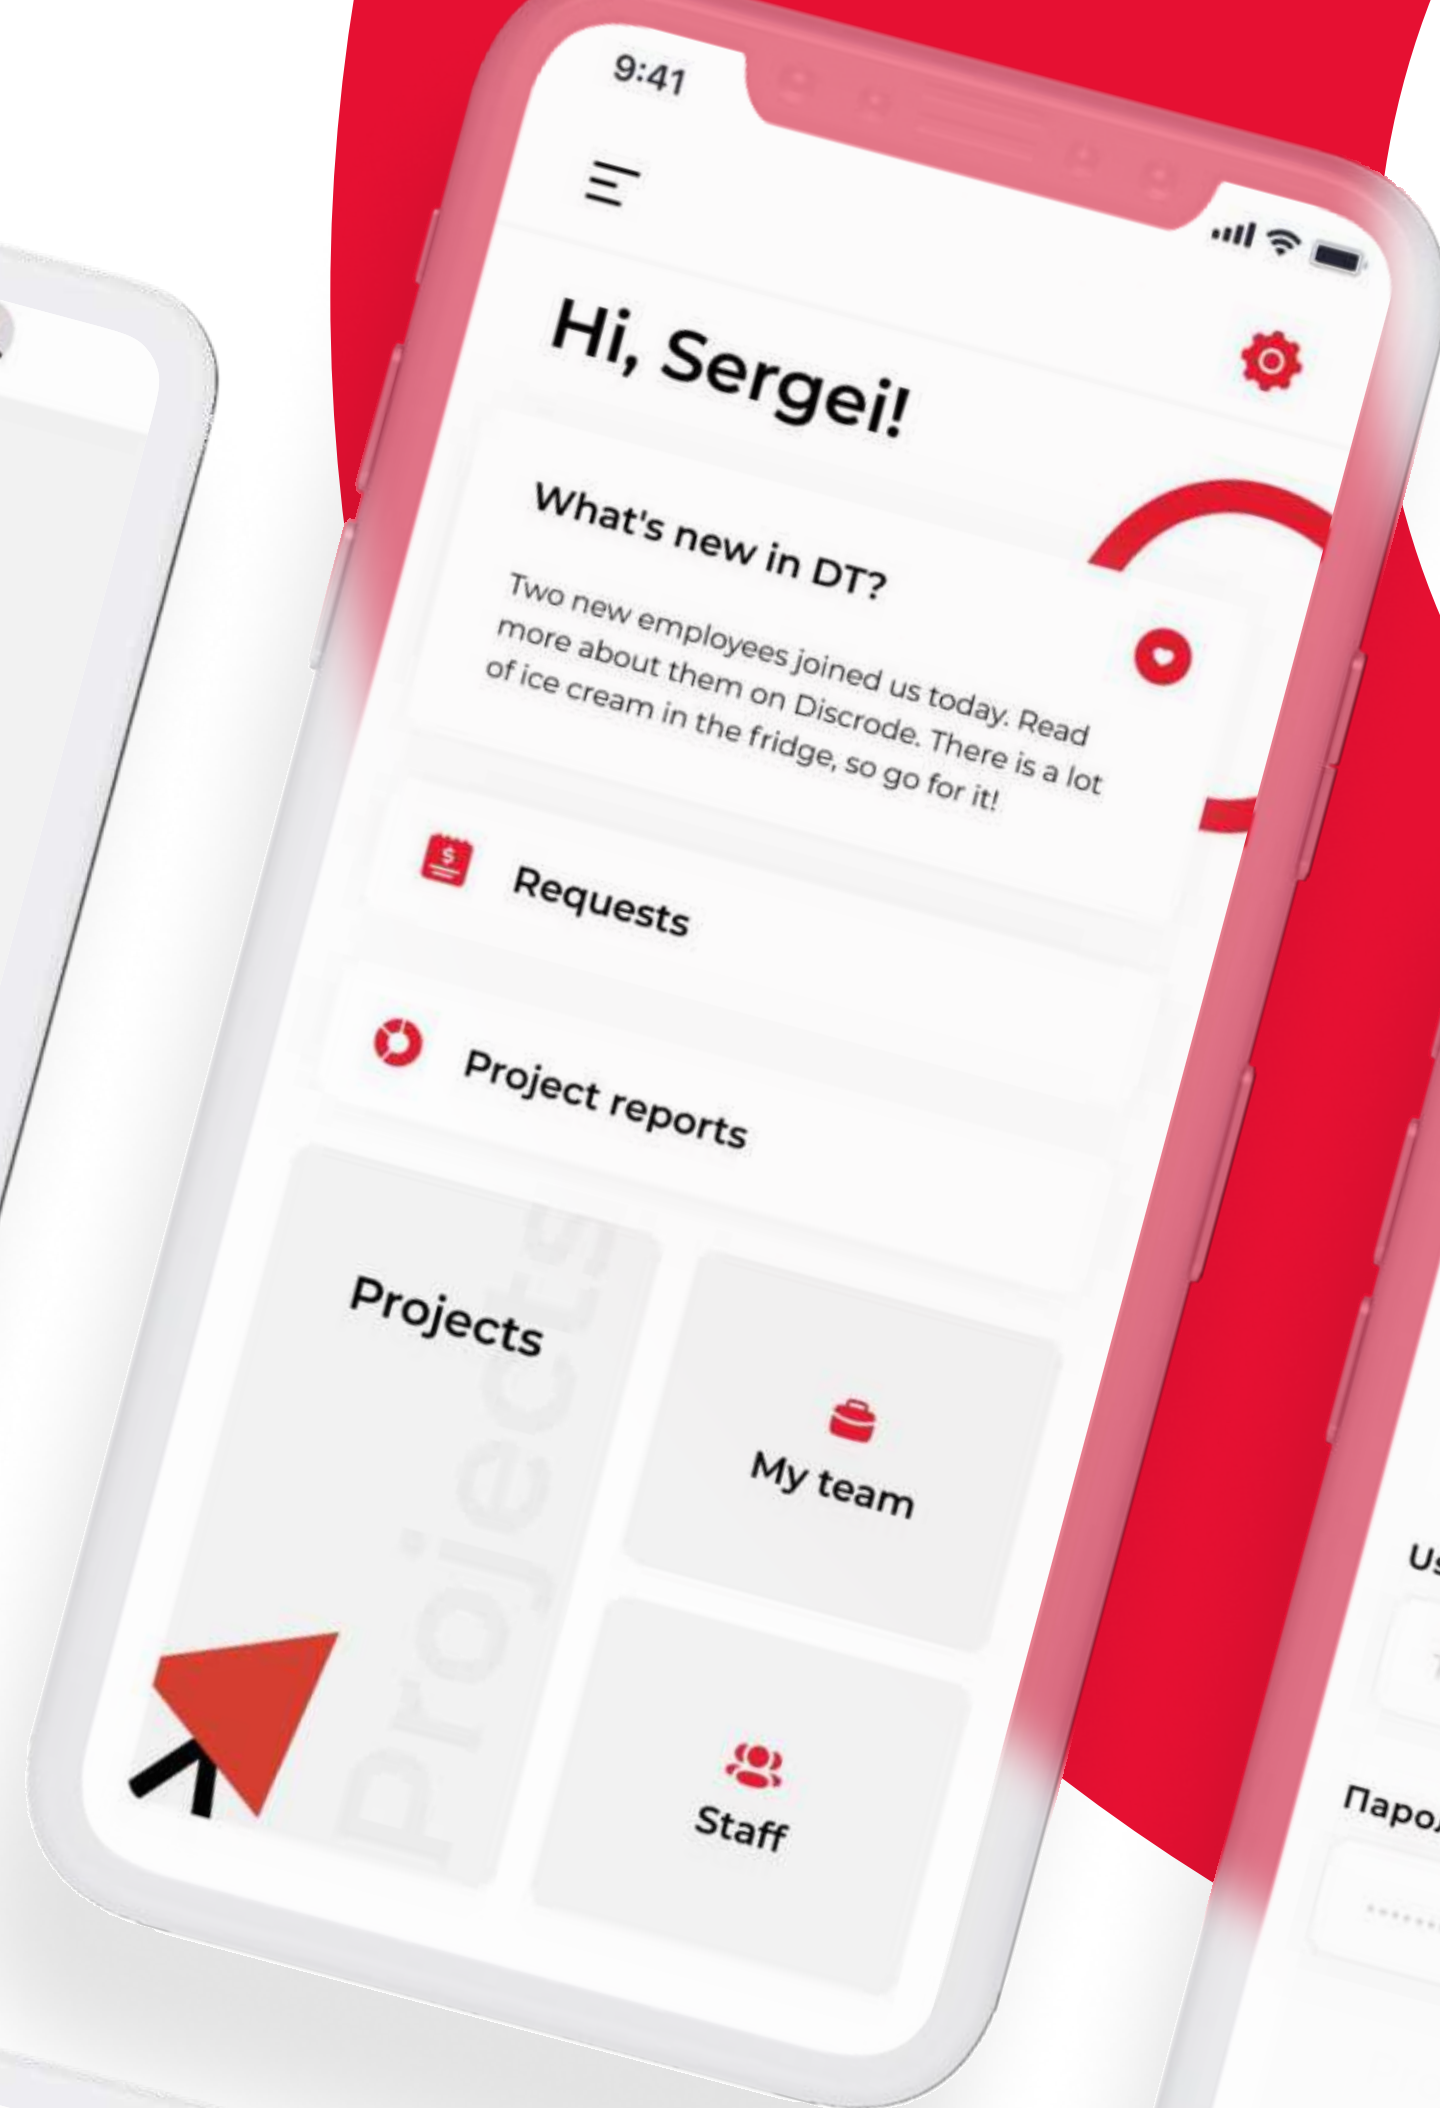 9:41
Hi, Sergei!
What's new in DT?
Two new employees joined us today. Read
more about them on Discrode. There is a lot
of ice cream in the fridge, so go for it!
$
Requests
Project reports
Projects
Projects
My team
Staff